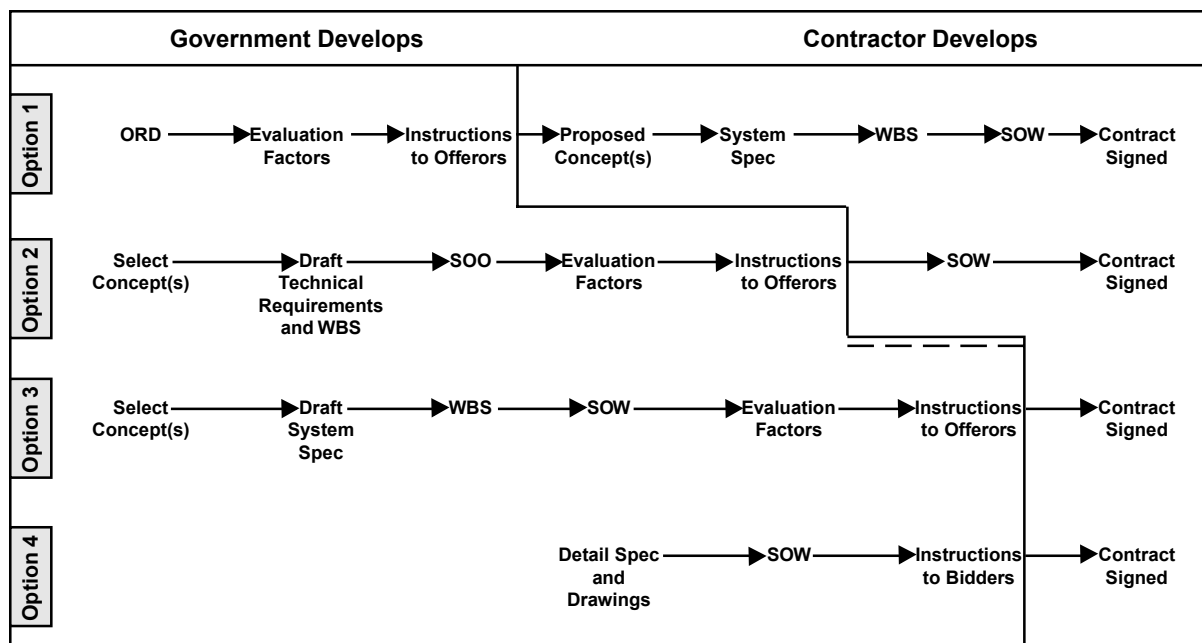 Government Develops
Contractor Develops
Option 1
ORD
Evaluation
Factors
Instructions
to Offerors
Proposed
Concept(s)
System
Spec
WBS
SOW
Contract
Signed
Option 2
Select
Concept(s)
Draft
Technical
Requirements
and WBS
SOO
Evaluation
Factors
Instructions
to Offerors
SOW
Contract
Signed
Option 3
Select
Concept(s)
Draft
System
Spec
WBS
SOW
Evaluation
Factors
Instructions
to Offerors
Contract
Signed
Option 4
Detail Spec
and
Drawings
SOW
Instructions
to Bidders
Contract
Signed